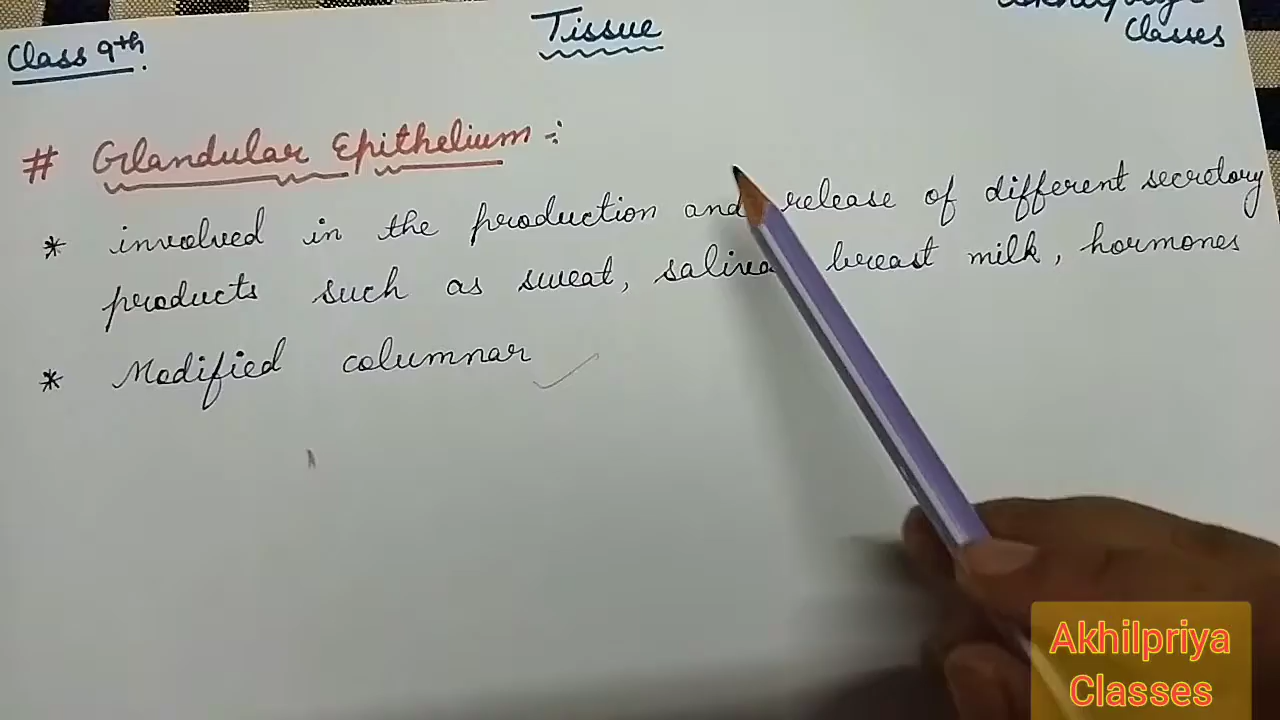 Class 9th.
Tissue
Classes
# Glandular Epithelium :-
* involved in the production and release of different secretory
products such as sweat, saliva breast milk, hormones
* Modified columnar ✓
Akhilpriya
Classes